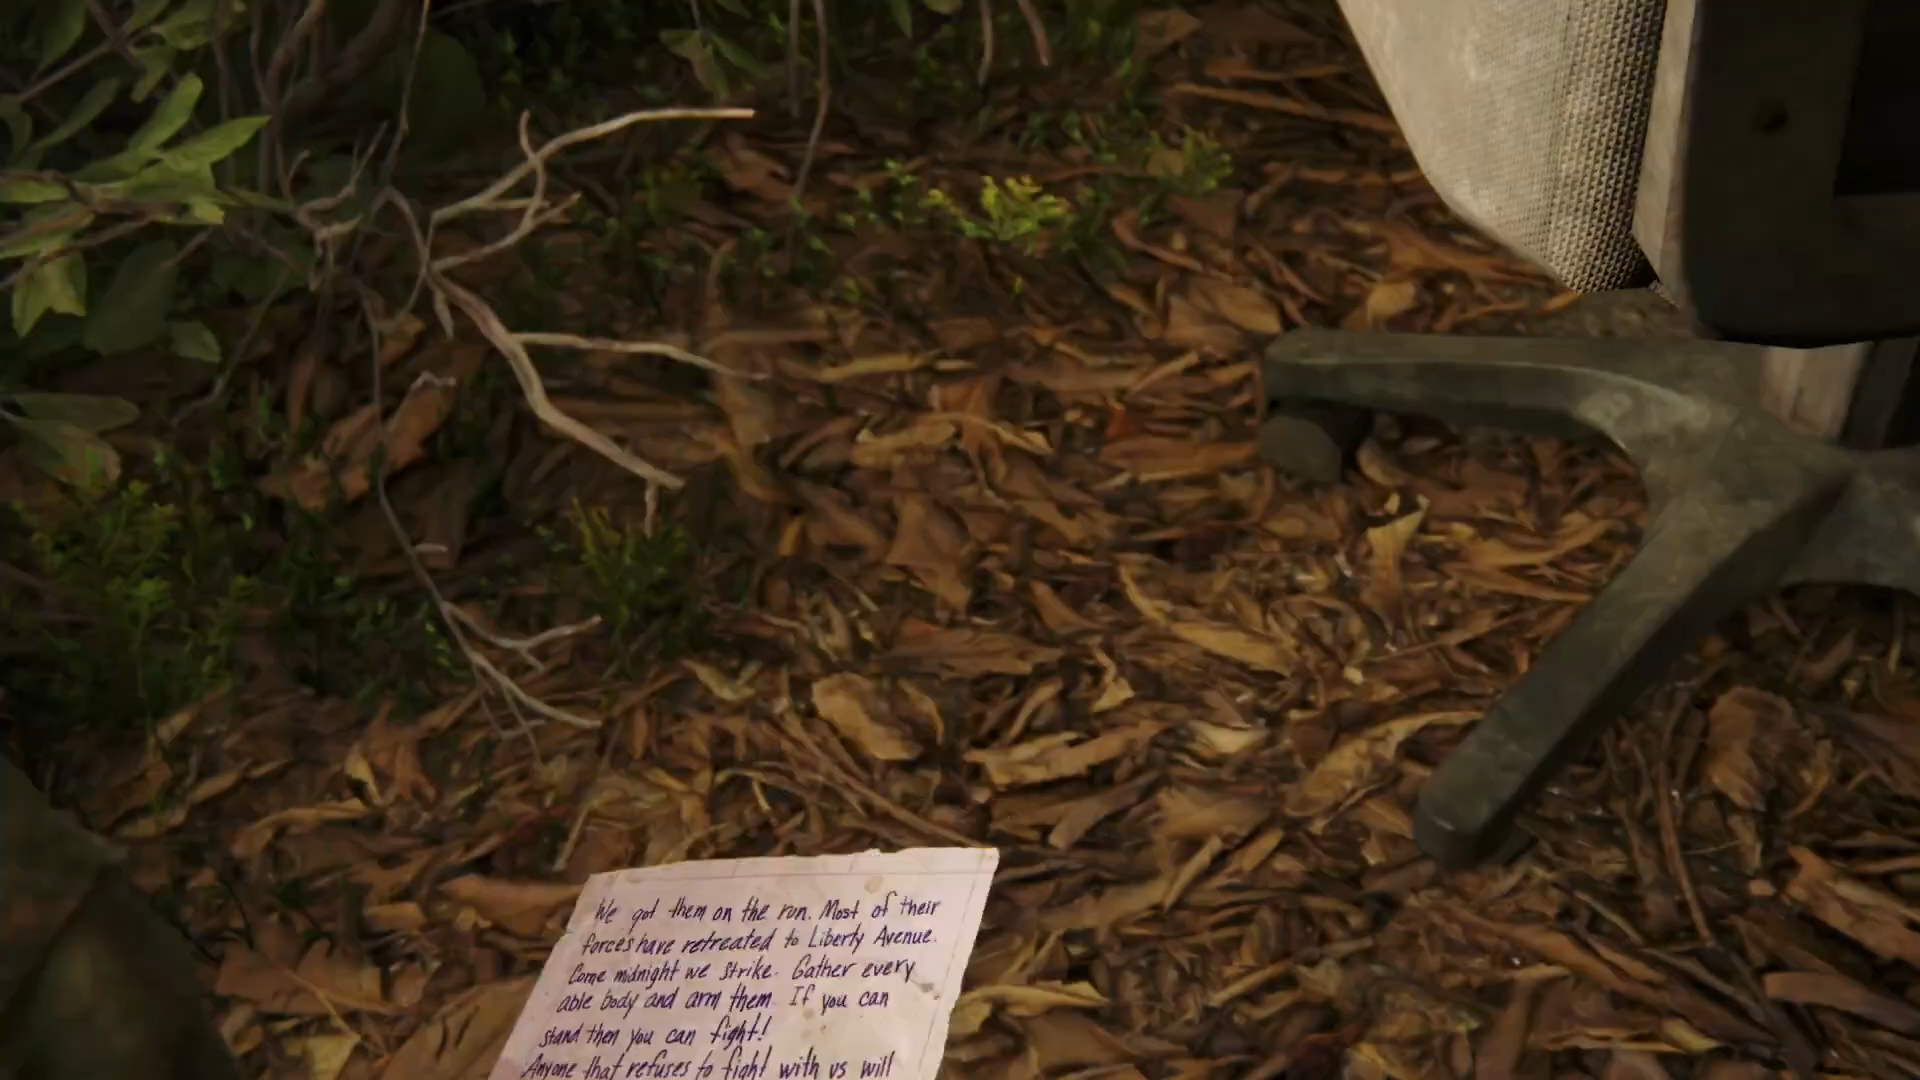 We got them on the run. Most of their
forces have retreated to Liberty Avenue.
Come midnight we strike. Gather every
able body and arm them. If you can
stand then you can fight!
Anyone that refuses to fight with us will